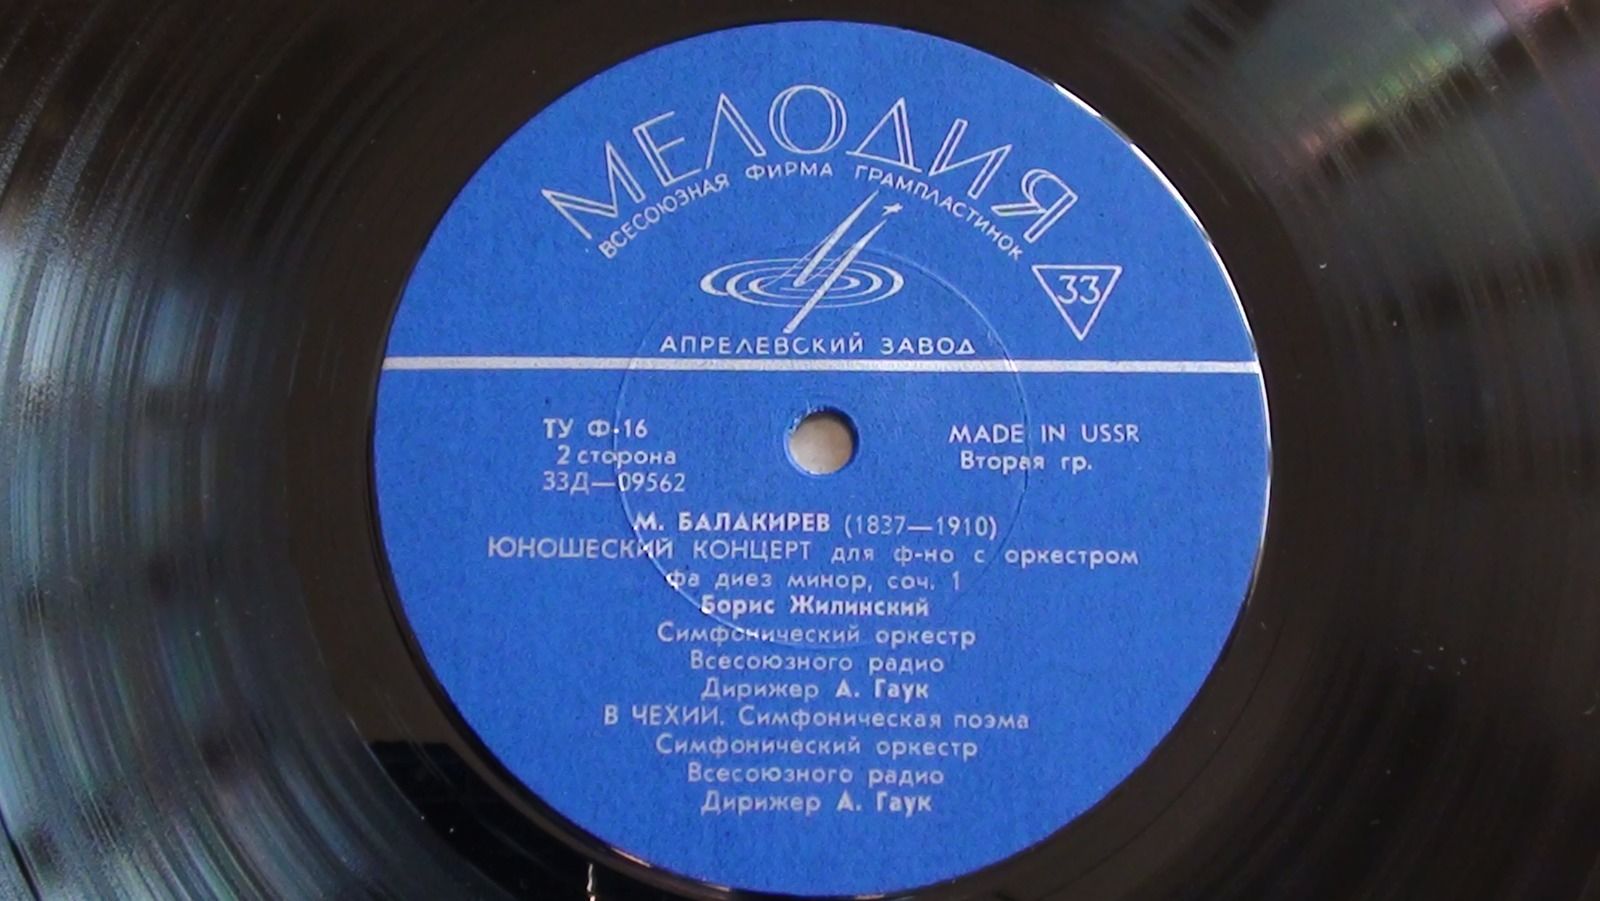 МЕЛОДИЯ
ВСЕСОЮЗНАЯ ФИРМА ГРАМПЛАСТИНОК
33
АПРЕЛЕВСКИЙ ЗАВОД
ТУ Ф-16
2 сторона
33Д—09562
MADE IN USSR
Вторая гр.
М. БАЛАКИРЕВ (1837—1910)
ЮНОШЕСКИЙ КОНЦЕРТ для ф-но с оркестром
фа диез минор, соч. 1
Борис Жилинский
Симфонический оркестр
Всесоюзного радио
Дирижер А. Гаук
В ЧЕХИИ. Симфоническая поэма
Симфонический оркестр
Всесоюзного радио
Дирижер А. Гаук